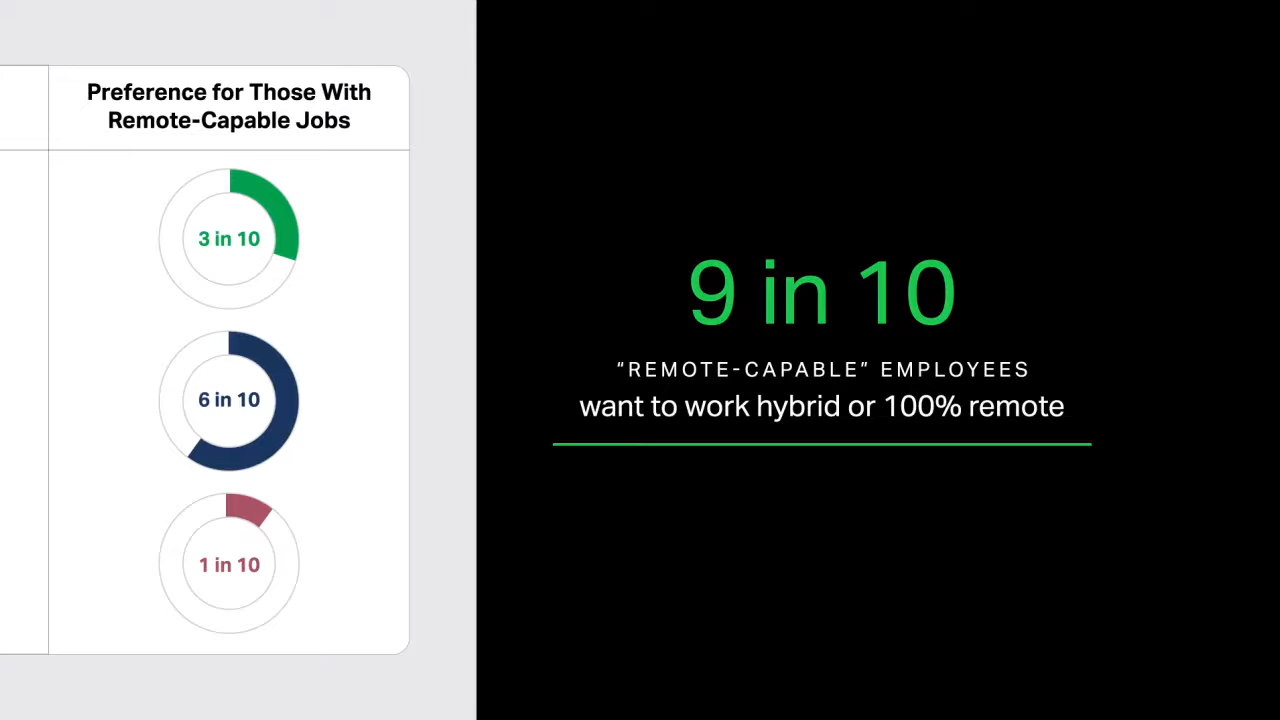 Preference for Those With
Remote-Capable Jobs
3 in 10
6 in 10
1 in 10
9 in 10
“REMOTE-CAPABLE” EMPLOYEES
want to work hybrid or 100% remote